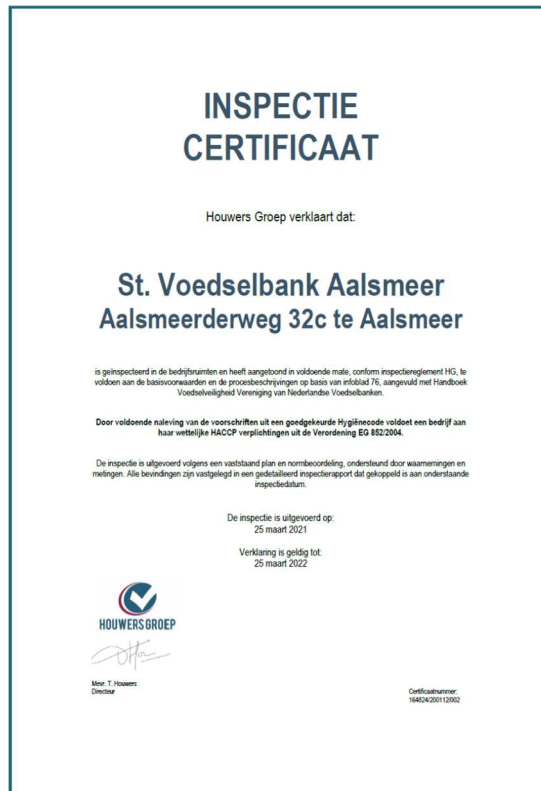 INSPECTIE
CERTIFICAAT
Houwers Groep verklaart dat:
St. Voedselbank Aalsmeer
Aalsmeerderweg 32c te Aalsmeer
is geïnspecteerd in de bedrijfsruimten en heeft aangetoond in voldoende mate, conform inspectiereglement HG, te
voldoen aan de basisvoorwaarden en de procesbeschrijvingen op basis van infoblad 76, aangevuld met Handboek
Voedselveiligheid Vereniging van Nederlandse Voedselbanken.
Door voldoende naleving van de voorschriften uit een goedgekeurde Hygiënecode voldoet een bedrijf aan
haar wettelijke HACCP verplichtingen uit de Verordening EG 852/2004.
De inspectie is uitgevoerd volgens een vaststaand plan en normbeoordeling, ondersteund door waarnemingen en
metingen. Alle bevindingen zijn vastgelegd in een gedetailleerd inspectierapport dat gekoppeld is aan onderstaande
inspectiedatum.
De inspectie is uitgevoerd op:
25 maart 2021
Verklaring is geldig tot:
25 maart 2022
HOUWERS GROEP
Mevr. T. Houwers
Directeur
Certificaatnummer:
164824/200112/002